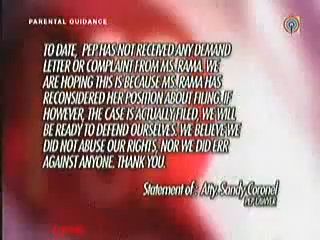 PARENTAL GUIDANCE
TO DATE, PEP HAS NOT RECEIVED ANY DEMAND
LETTER OR COMPLAINT FROM MS. RAMA. WE
ARE HOPING THIS IS BECAUSE MS. RAMA HAS
RECONSIDERED HER POSITION ABOUT FILING. IF
HOWEVER, THE CASE IS ACTUALLY FILED, WE WILL
BE READY TO DEFEND OURSELVES. WE BELIEVE WE
DID NOT ABUSE OUR RIGHTS, NOR WE DID ERR
AGAINST ANYONE. THANK YOU.
Statement of : Atty. Sandy Coronel
PEP LAWYER